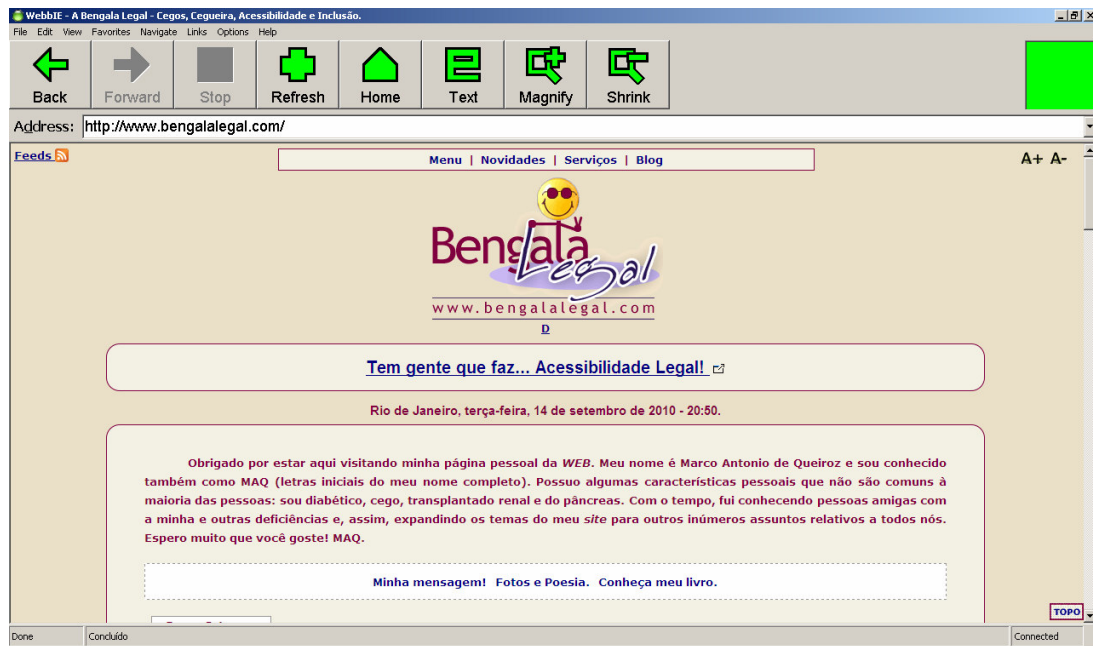 WebbIE - A Bengala Legal - Cegos, Cegueira, Acessibilidade e Inclusão.
File Edit View Favorites Navigate Links Options Help
Back Forward Stop Refresh Home Text Magnify Shrink
Address: http://www.bengalalegal.com/
Feeds Menu | Novidades | Serviços | Blog A+ A-
Bengala
Legal
www.bengalalegal.com
D
Tem gente que faz... Acessibilidade Legal!
Rio de Janeiro, terça-feira, 14 de setembro de 2010 - 20:50.
Obrigado por estar aqui visitando minha página pessoal da WEB. Meu nome é Marco Antonio de Queiroz e sou conhecido
também como MAQ (letras iniciais do meu nome completo). Possuo algumas características pessoais que não são comuns à
maioria das pessoas: sou diabético, cego, transplantado renal e do pâncreas. Com o tempo, fui conhecendo pessoas amigas com
a minha e outras deficiências e, assim, expandindo os temas do meu site para outros inúmeros assuntos relativos a todos nós.
Espero muito que você goste! MAQ.
Minha mensagem! Fotos e Poesia. Conheça meu livro.
TOPO
Done Concluído Connected